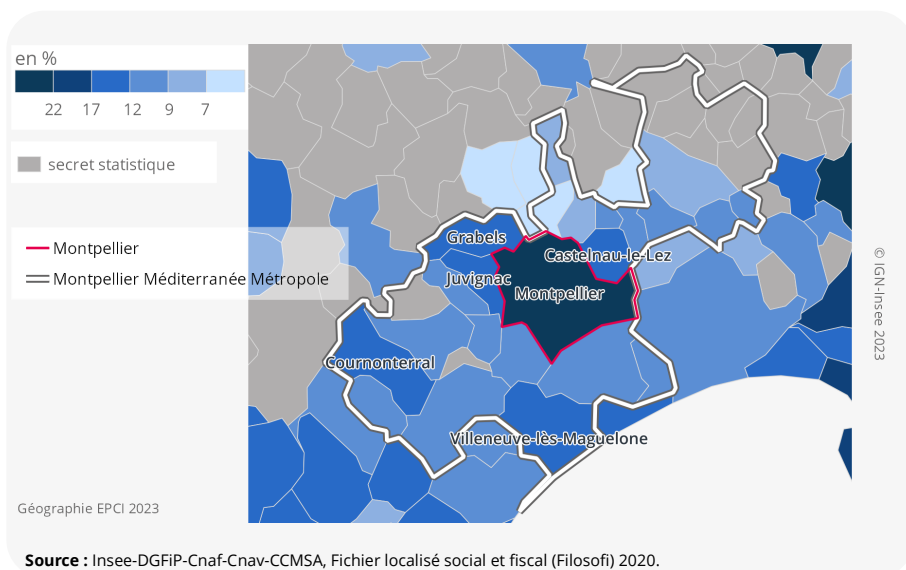 en %
22 17 12 9 7
secret statistique
Montpellier
Montpellier Méditerranée Métropole
Grabels
Castelnau-le-Lez
Juvignac
Montpellier
Cournonterral
Villeneuve-lès-Maguelone
© IGN-Insee 2023
Géographie EPCI 2023
Source : Insee-DGFiP-Cnaf-Cnav-CCMSA, Fichier localisé social et fiscal (Filosofi) 2020.